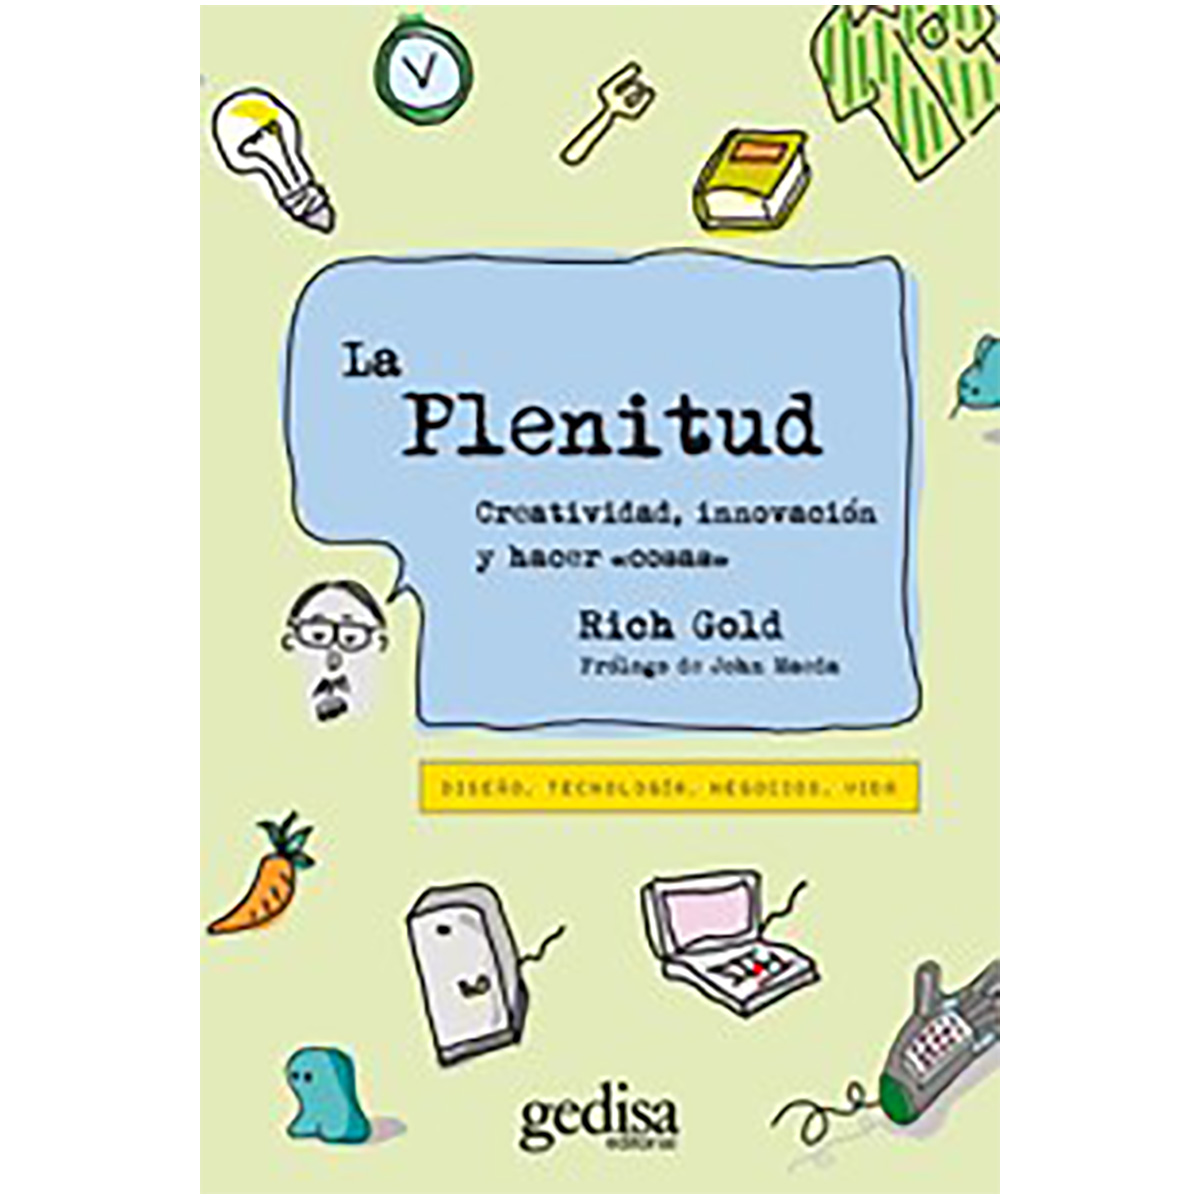 La
Plenitud
Creatividad, innovación
y hacer «cosas»
Rich Gold
Prólogo de John Maeda
DISEÑO, TECNOLOGÍA, NEGOCIOS, VIDA
gedisa
editorial